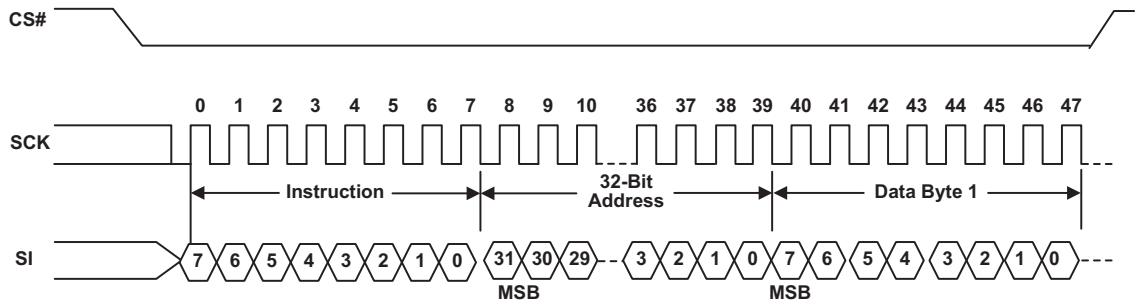 CS#
0 1 2 3 4 5 6 7 8 9 10 36 37 38 39 40 41 42 43 44 45 46 47
SCK
Instruction 32-Bit Address Data Byte 1
SI 7 6 5 4 3 2 1 0 31 30 29 3 2 1 0 7 6 5 4 3 2 1 0
MSB MSB